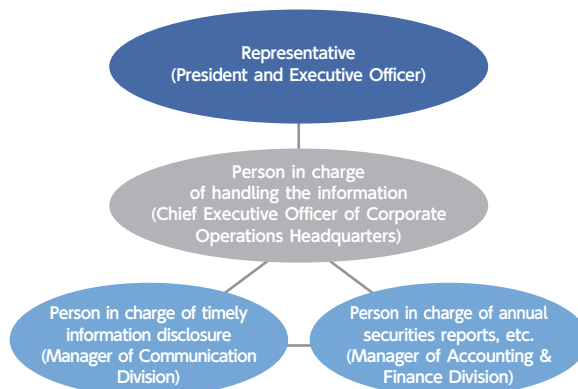 Representative
(President and Executive Officer)
Person in charge
of handling the information
(Chief Executive Officer of Corporate
Operations Headquarters)
Person in charge of timely
information disclosure
(Manager of Communication
Division)
Person in charge of annual
securities reports, etc.
(Manager of Accounting &
Finance Division)